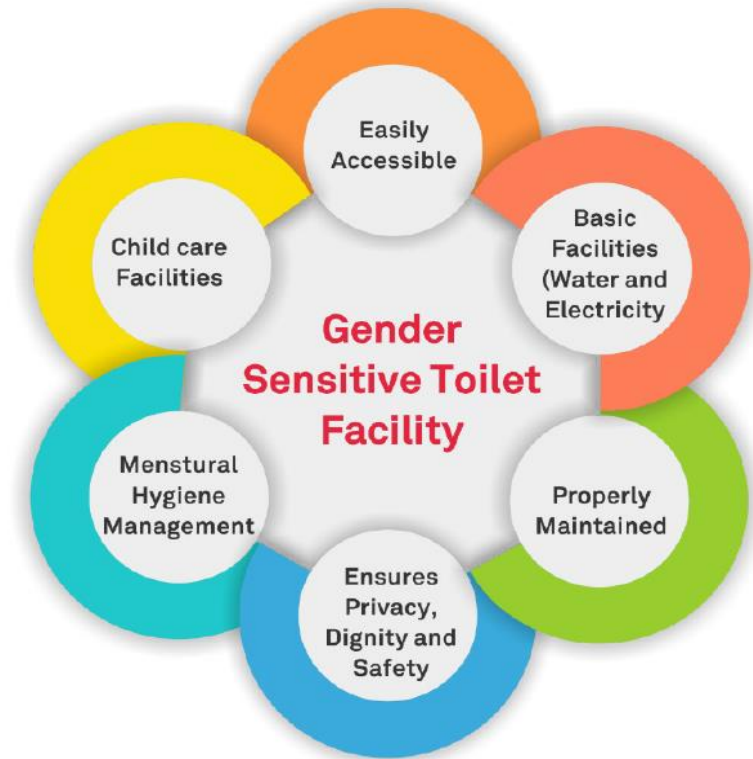 Easily
Accessible
Basic
Facilities
(Water and
Electricity
Properly
Maintained
Ensures
Privacy,
Dignity and
Safety
Menstural
Hygiene
Management
Child care
Facilities
Gender
Sensitive Toilet
Facility